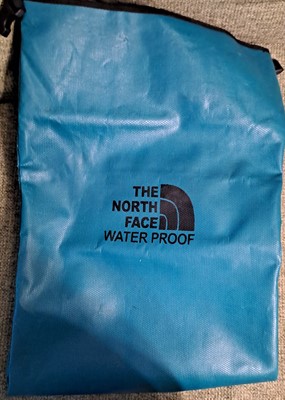 THE
NORTH
FACE
WATER PROOF